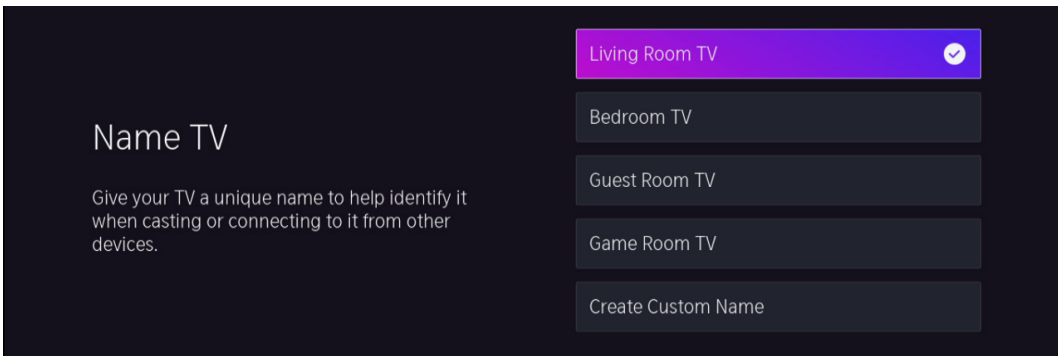 Name TV
Give your TV a unique name to help identify it
when casting or connecting to it from other
devices.
Living Room TV
Bedroom TV
Guest Room TV
Game Room TV
Create Custom Name